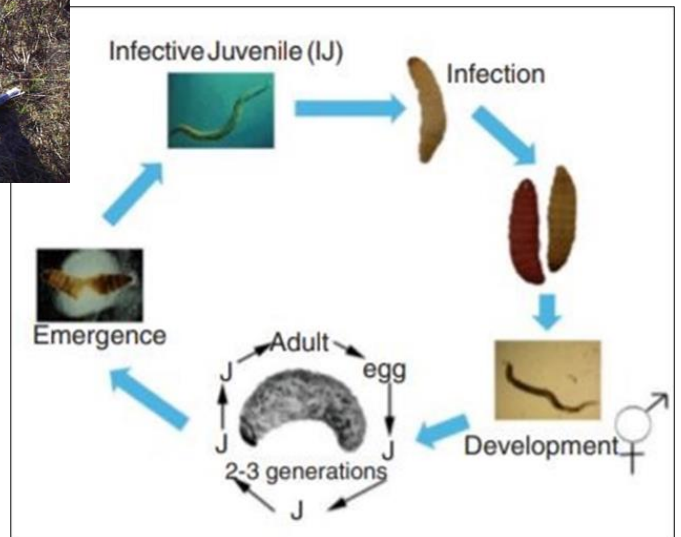 Infective Juvenile (IJ)
Infection
Emergence
Adult
J
egg
J
J
2-3 generations
J
Development